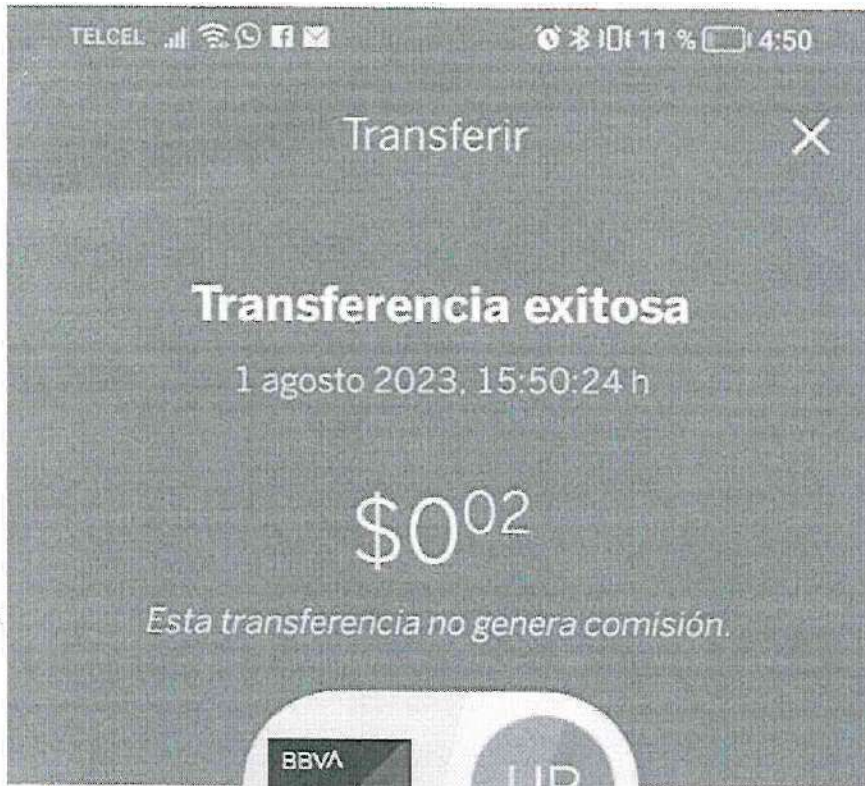 TELCEL 11 % 4:50
Transferir
Transferencia exitosa
1 agosto 2023, 15:50:24 h
$0⁰²
Esta transferencia no genera comisión.
BBVA